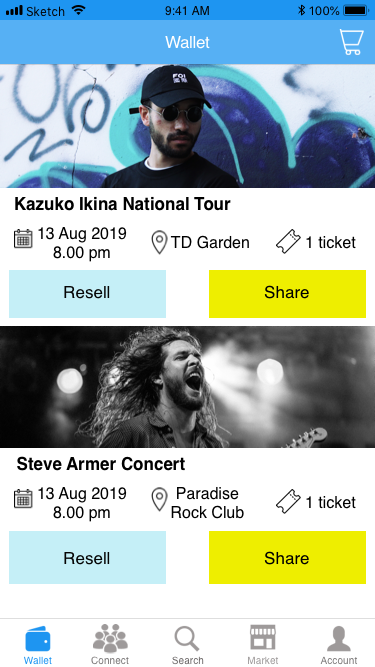 Sketch 9:41 AM 100%
Wallet
Kazuko Ikina National Tour
13 Aug 2019
8.00 pm
TD Garden
1 ticket
Resell Share
Steve Armer Concert
13 Aug 2019
8.00 pm
Paradise
Rock Club
1 ticket
Resell Share
Wallet Connect Search Market Account